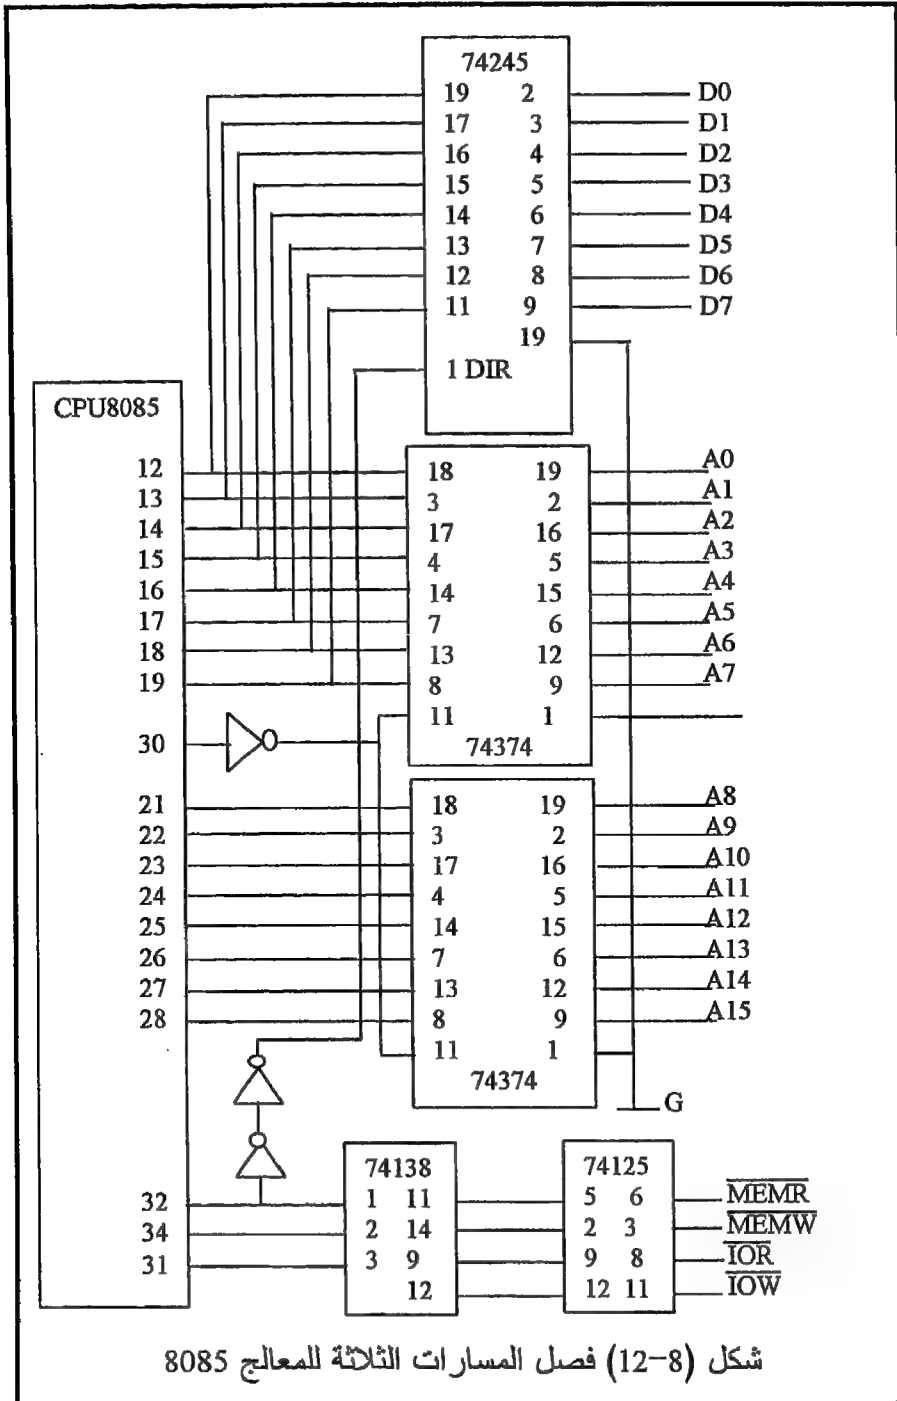 74245
19 2 D0
17 3 D1
16 4 D2
15 5 D3
14 6 D4
13 7 D5
12 8 D6
11 9 D7
19
1 DIR
CPU8085
12 18 19 A0
13 3 2 A1
14 17 16 A2
15 4 5 A3
16 14 15 A4
17 7 6 A5
18 13 12 A6
19 8 9 A7
11 1
30
74374
21 18 19 A8
22 3 2 A9
23 17 16 A10
24 4 5 A11
25 14 15 A12
26 7 6 A13
27 13 12 A14
28 8 9 A15
11 1
74374
G
74138 74125
32 1 11 5 6 MEMR
34 2 14 2 3 MEMW
31 3 9 9 8 IOR
12 12 11 IOW
شكل (8-12) فصل المسارات الثلاثة للمعالج 8085